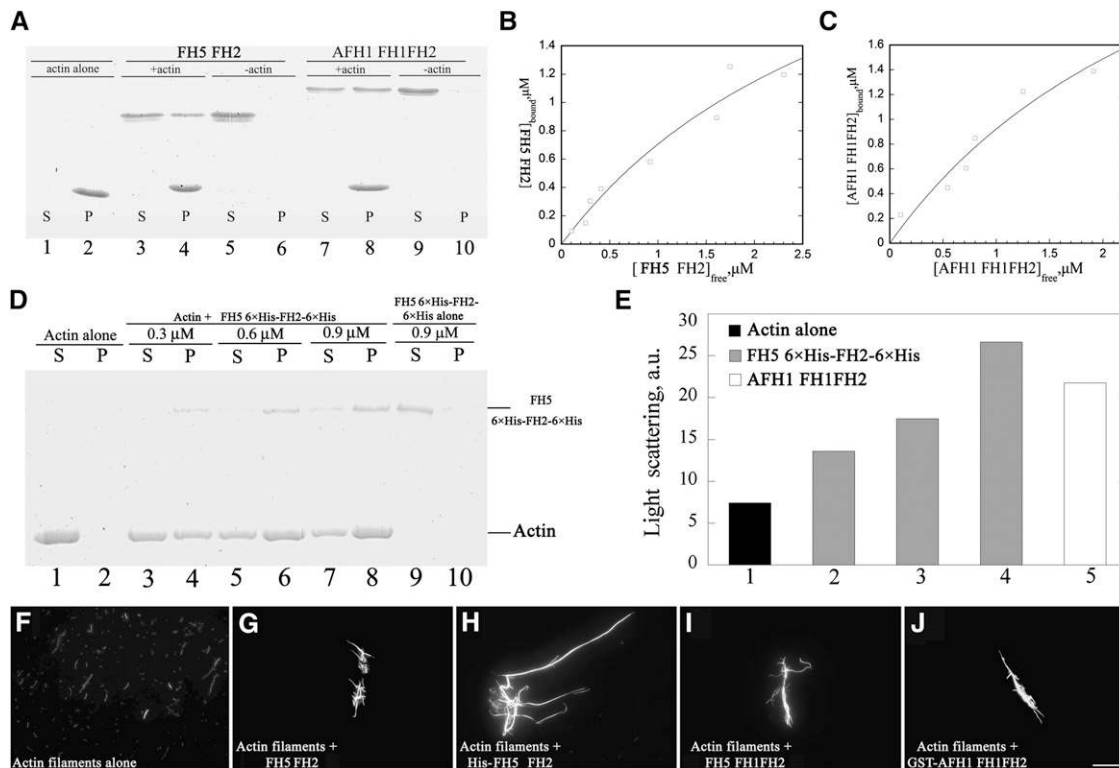 A
FH5 FH2
AFH1 FH1FH2
actin alone
+actin
-actin
+actin
-actin
S P S P S P S P S P
1 2 3 4 5 6 7 8 9 10
B
1.4
1.2
1
0.8
0.6
0.4
0.2
0
[FH5 FH2]bound,μM
0 0.5 1 1.5 2 2.5
[ FH5 FH2]free,μM
C
1.6
1.4
1.2
1
0.8
0.6
0.4
0.2
0
[AFH1 FH1FH2]bound,μM
0 0.5 1 1.5 2
[AFH1 FH1FH2]free,μM
D
Actin alone
Actin + FH5 6×His-FH2-6×His
FH5 6×His-FH2-
6×His alone
0.3 μM 0.6 μM 0.9 μM 0.9 μM
S P S P S P S P S P
FH5
6×His-FH2-6×His
Actin
1 2 3 4 5 6 7 8 9 10
E
30
25
20
15
10
5
0
Light scattering, a.u.
Actin alone
FH5 6×His-FH2-6×His
AFH1 FH1FH2
1 2 3 4 5
F
Actin filaments alone
G
Actin filaments +
FH5 FH2
H
Actin filaments +
His-FH5 FH2
I
Actin filaments +
FH5 FH1FH2
J
Actin filaments +
GST-AFH1 FH1FH2